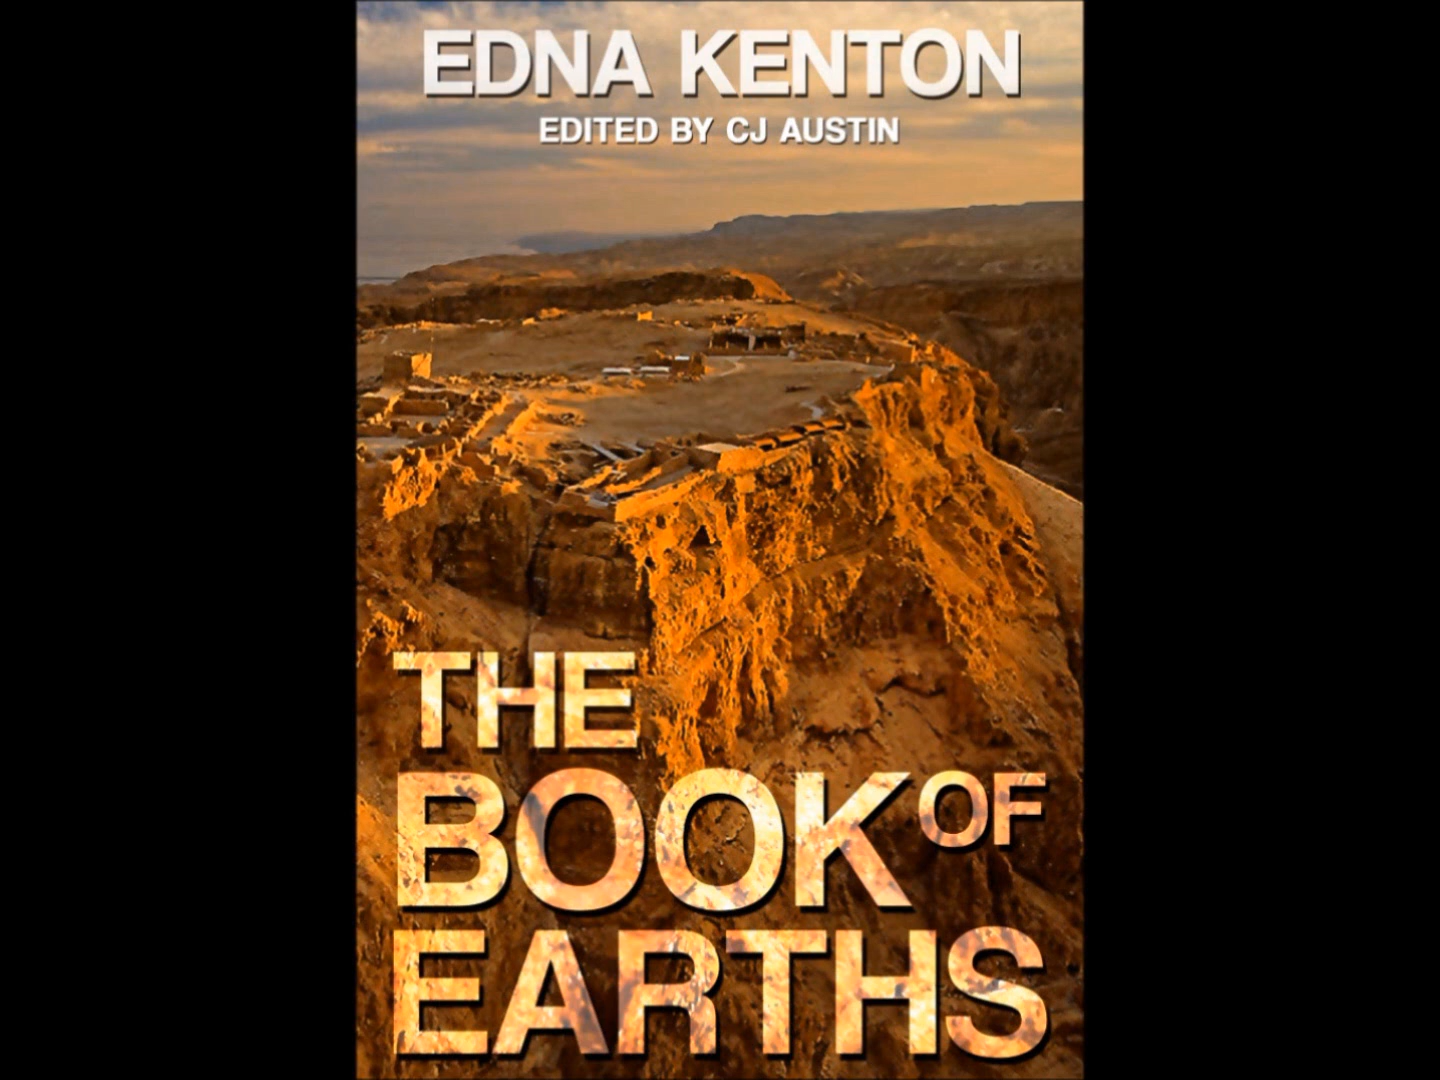 EDNA KENTON
EDITED BY CJ AUSTIN
THE
BOOK OF
EARTHS